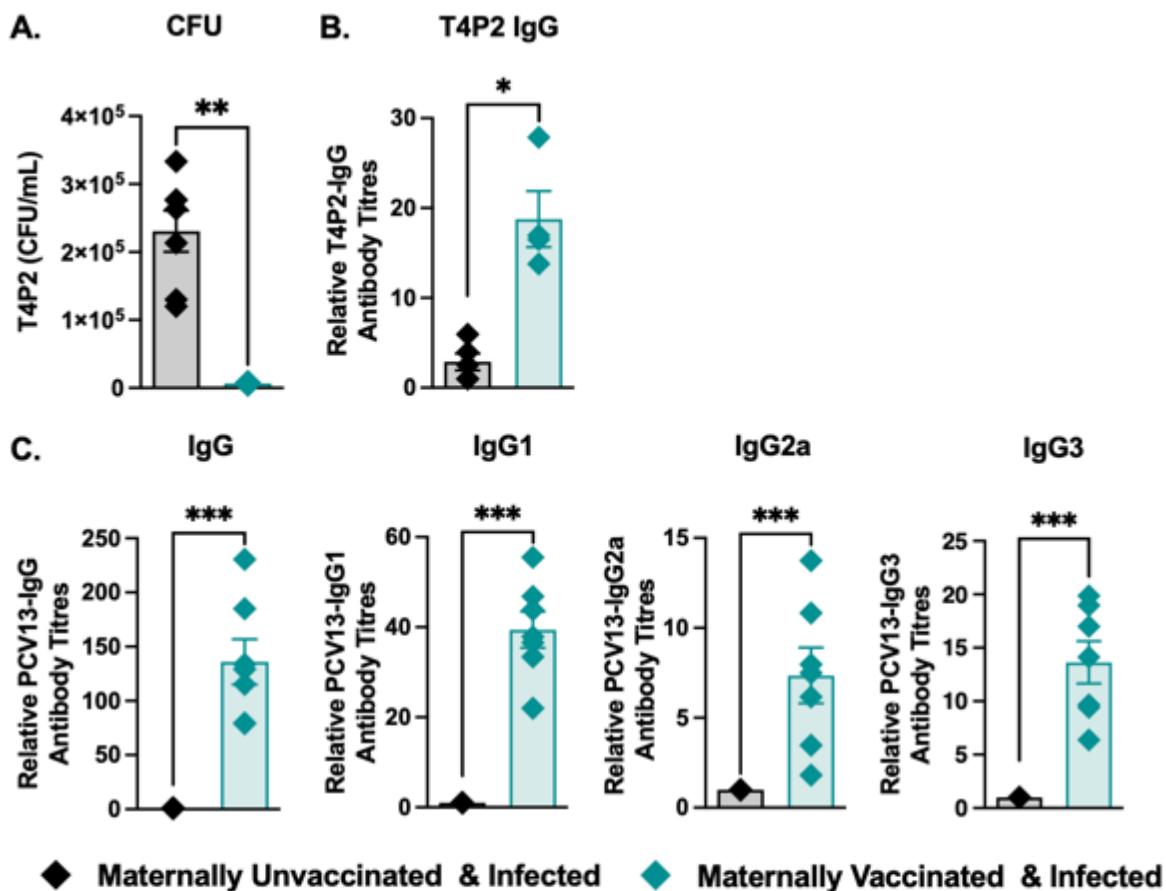 A. CFU
T4P2 (CFU/mL)
4×10⁵
3×10⁵
2×10⁵
1×10⁵
0
**
B. T4P2 IgG
Relative T4P2-IgG
Antibody Titres
30
20
10
0
*
C. IgG
Relative PCV13-IgG
Antibody Titres
250
200
150
100
50
0
***
IgG1
Relative PCV13-IgG1
Antibody Titres
60
40
20
0
***
IgG2a
Relative PCV13-IgG2a
Antibody Titres
15
10
5
0
***
IgG3
Relative PCV13-IgG3
Antibody Titres
25
20
15
10
5
0
***
Maternally Unvaccinated & Infected
Maternally Vaccinated & Infected